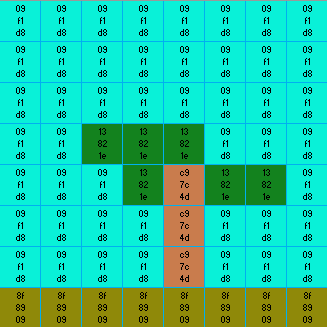 09 09 09 09 09 09 09 09
f1 f1 f1 f1 f1 f1 f1 f1
d8 d8 d8 d8 d8 d8 d8 d8
09 09 09 09 09 09 09 09
f1 f1 f1 f1 f1 f1 f1 f1
d8 d8 d8 d8 d8 d8 d8 d8
09 09 09 09 09 09 09 09
f1 f1 f1 f1 f1 f1 f1 f1
d8 d8 d8 d8 d8 d8 d8 d8
09 09 13 13 13 09 09 09
f1 f1 82 82 82 f1 f1 f1
d8 d8 1e 1e 1e d8 d8 d8
09 09 09 13 c9 13 13 09
f1 f1 f1 82 7c 82 82 f1
d8 d8 d8 1e 4d 1e 1e d8
09 09 09 09 c9 09 09 09
f1 f1 f1 f1 7c f1 f1 f1
d8 d8 d8 d8 4d d8 d8 d8
09 09 09 09 c9 09 09 09
f1 f1 f1 f1 7c f1 f1 f1
d8 d8 d8 d8 4d d8 d8 d8
8f 8f 8f 8f 8f 8f 8f 8f
89 89 89 89 89 89 89 89
09 09 09 09 09 09 09 09